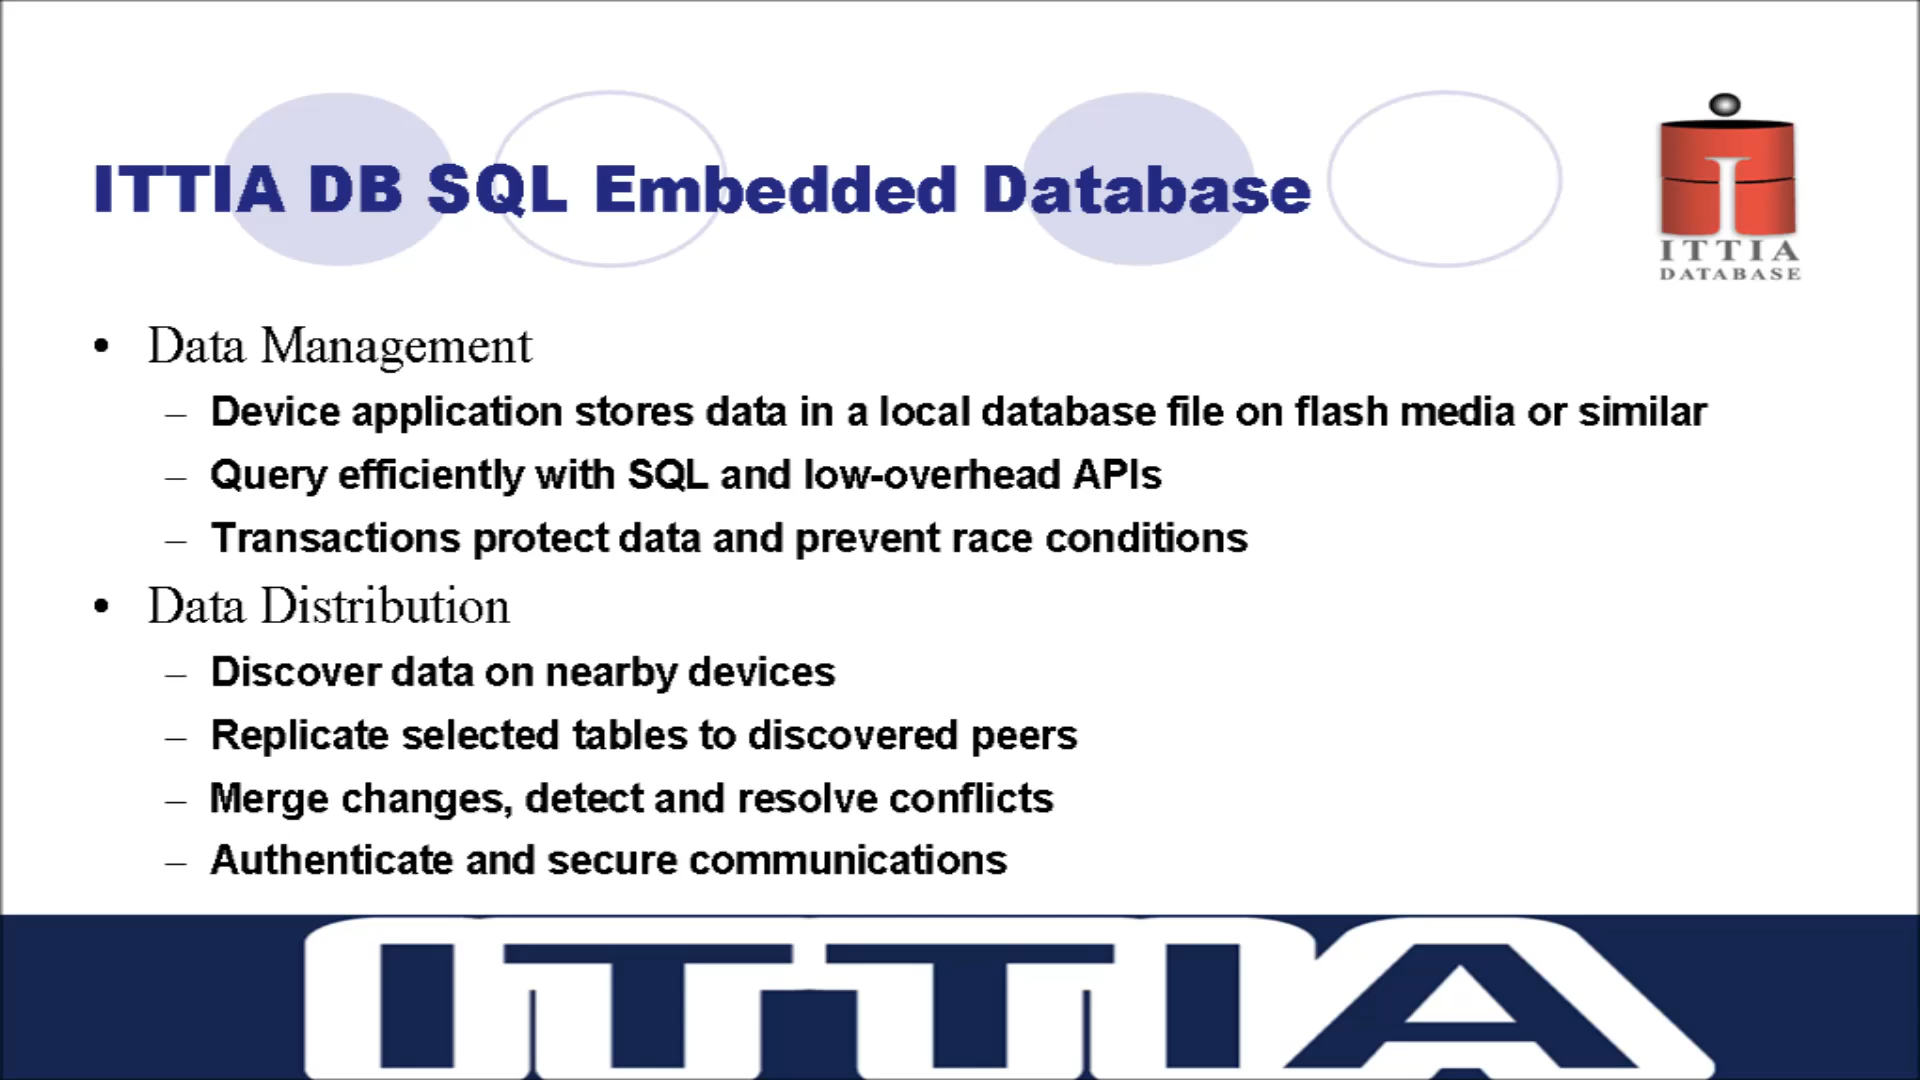 ITTIA DB SQL Embedded Database
ITTIA
DATABASE
• Data Management
– Device application stores data in a local database file on flash media or similar
– Query efficiently with SQL and low-overhead APIs
– Transactions protect data and prevent race conditions
• Data Distribution
– Discover data on nearby devices
– Replicate selected tables to discovered peers
– Merge changes, detect and resolve conflicts
– Authenticate and secure communications
ITTIA